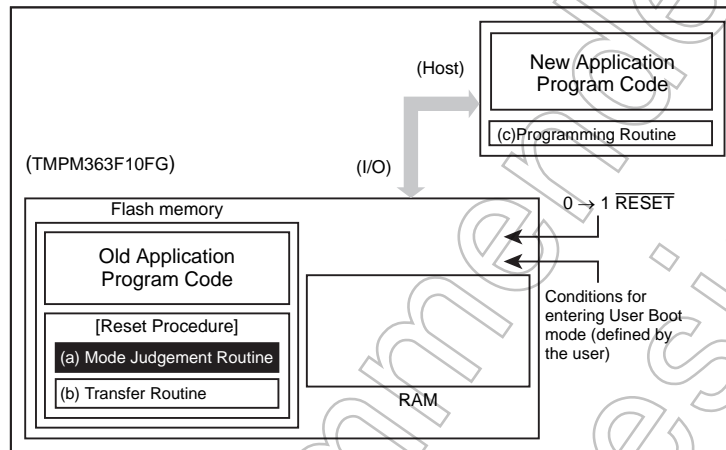 New Application
Program Code
(Host)
(c)Programming Routine
(TMPM363F10FG)
(I/O)
Flash memory
0 → 1 RESET
Old Application
Program Code
[Reset Procedure]
(a) Mode Judgement Routine
(b) Transfer Routine
Conditions for
entering User Boot
mode (defined by
the user)
RAM